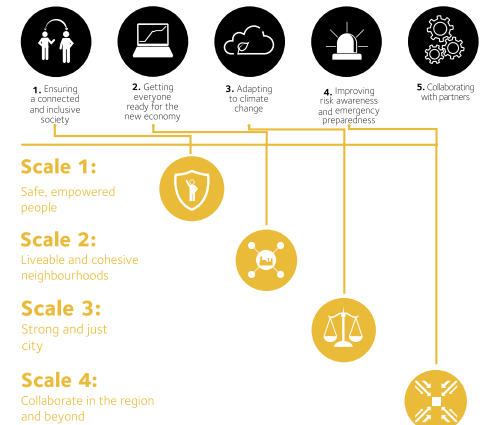 1. Ensuring
a connected
and inclusive
society
2. Getting
everyone
ready for the
new economy
3. Adapting
to climate
change
4. Improving
risk awareness
and emergency
preparedness
5. Collaborating
with partners
Scale 1:
Safe, empowered
people
Scale 2:
Liveable and cohesive
neighbourhoods
Scale 3:
Strong and just
city
Scale 4:
Collaborate in the region
and beyond